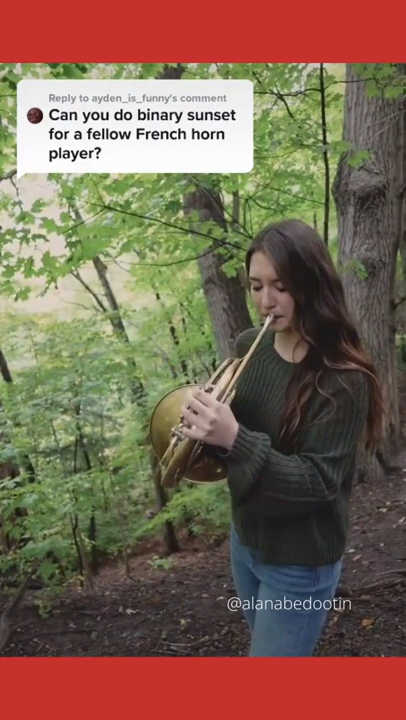 Reply to ayden_is_funny's comment
Can you do binary sunset
for a fellow French horn
player?
@alanabedootin